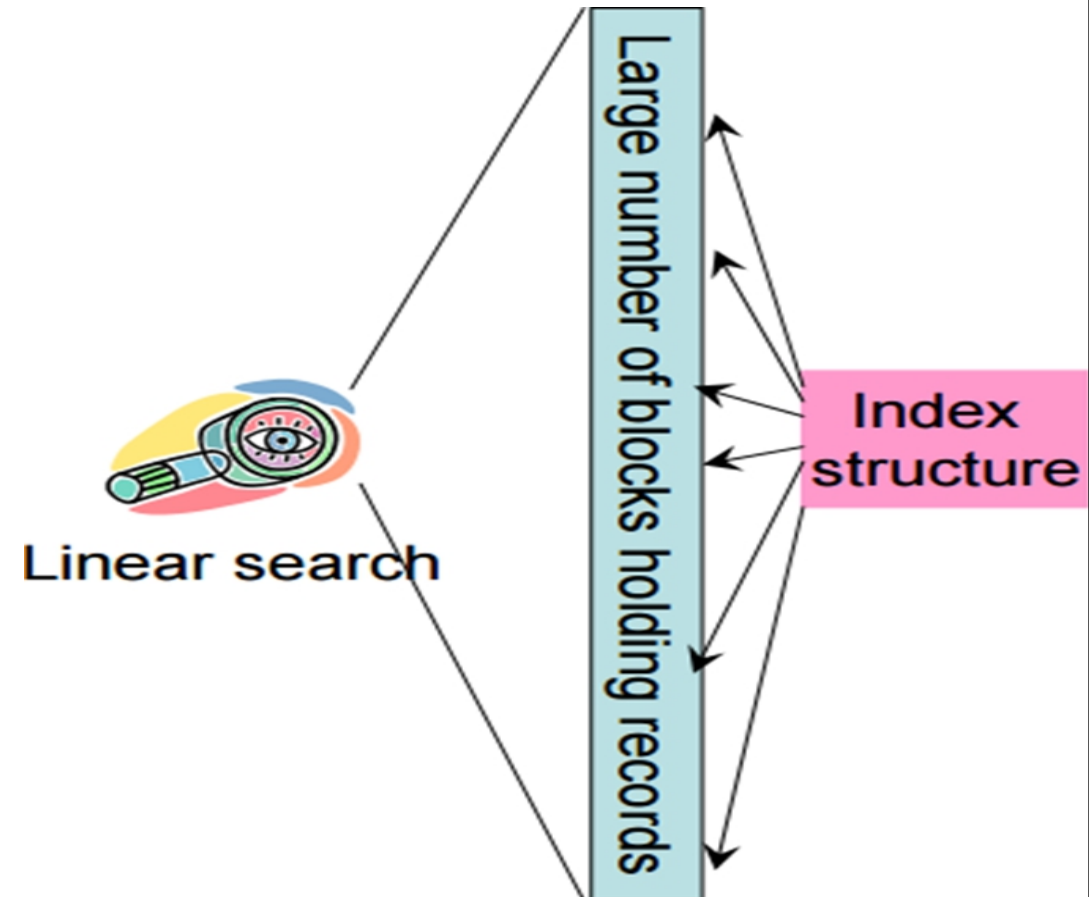 Linear search
Large number of blocks holding records
Index
structure